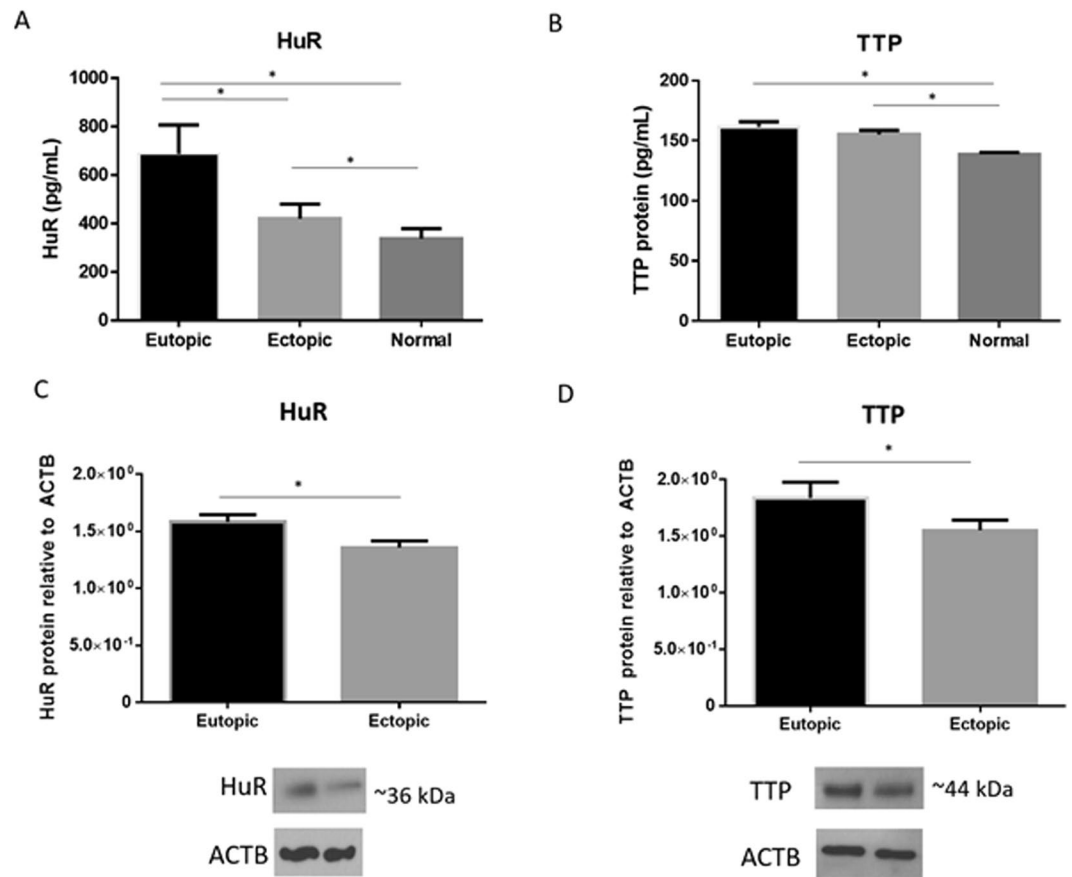 A
HuR
HuR (pg/mL)
1000
800
600
400
200
0
*
*
*
Eutopic Ectopic Normal
B
TTP
TTP protein (pg/mL)
200
150
100
50
0
*
*
Eutopic Ectopic Normal
C
HuR
HuR protein relative to ACTB
2.0×10⁰
1.5×10⁰
1.0×10⁰
5.0×10⁻¹
0
*
Eutopic Ectopic
HuR ~36 kDa
ACTB
D
TTP
TTP protein relative to ACTB
2.0×10⁰
1.5×10⁰
1.0×10⁰
5.0×10⁻¹
0
*
Eutopic Ectopic
TTP ~44 kDa
ACTB